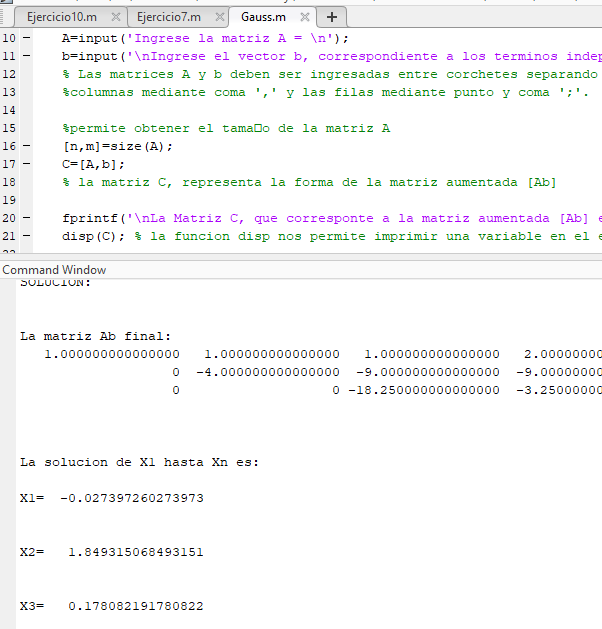 Ejercicio10.m × Ejercicio7.m × Gauss.m × +
10 – A=input('Ingrese la matriz A = \n');
11 – b=input('\nIngrese el vector b, correspondiente a los terminos
12 % Las matrices A y b deben ser ingresadas entre corchetes separando
13 %columnas mediante coma ',' y las filas mediante punto y coma ';'.
14
15 %permite obtener el tama□o de la matriz A
16 – [n,m]=size(A);
17 – C=[A,b];
18 % la matriz C, representa la forma de la matriz aumentada [Ab]
19
20 – fprintf('\nLa Matriz C, que corresponte a la matriz aumentada [Ab] e
21 – disp(C); % la funcion disp nos permite imprimir una variable en el e
Command Window
SOLUCION:
La matriz Ab final:
1.000000000000000 1.000000000000000 1.000000000000000 2.00000000
0 -4.000000000000000 -9.000000000000000 -9.00000000
0 0 -18.250000000000000 -3.25000000
La solucion de X1 hasta Xn es:
X1= -0.027397260273973
X2= 1.849315068493151
X3= 0.178082191780822